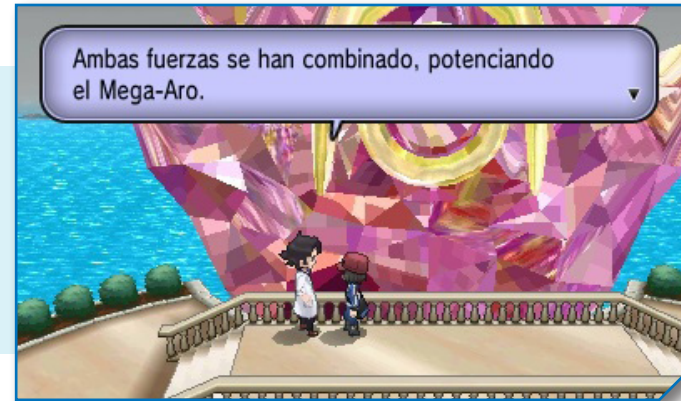 Ambas fuerzas se han combinado, potenciando
el Mega-Aro.